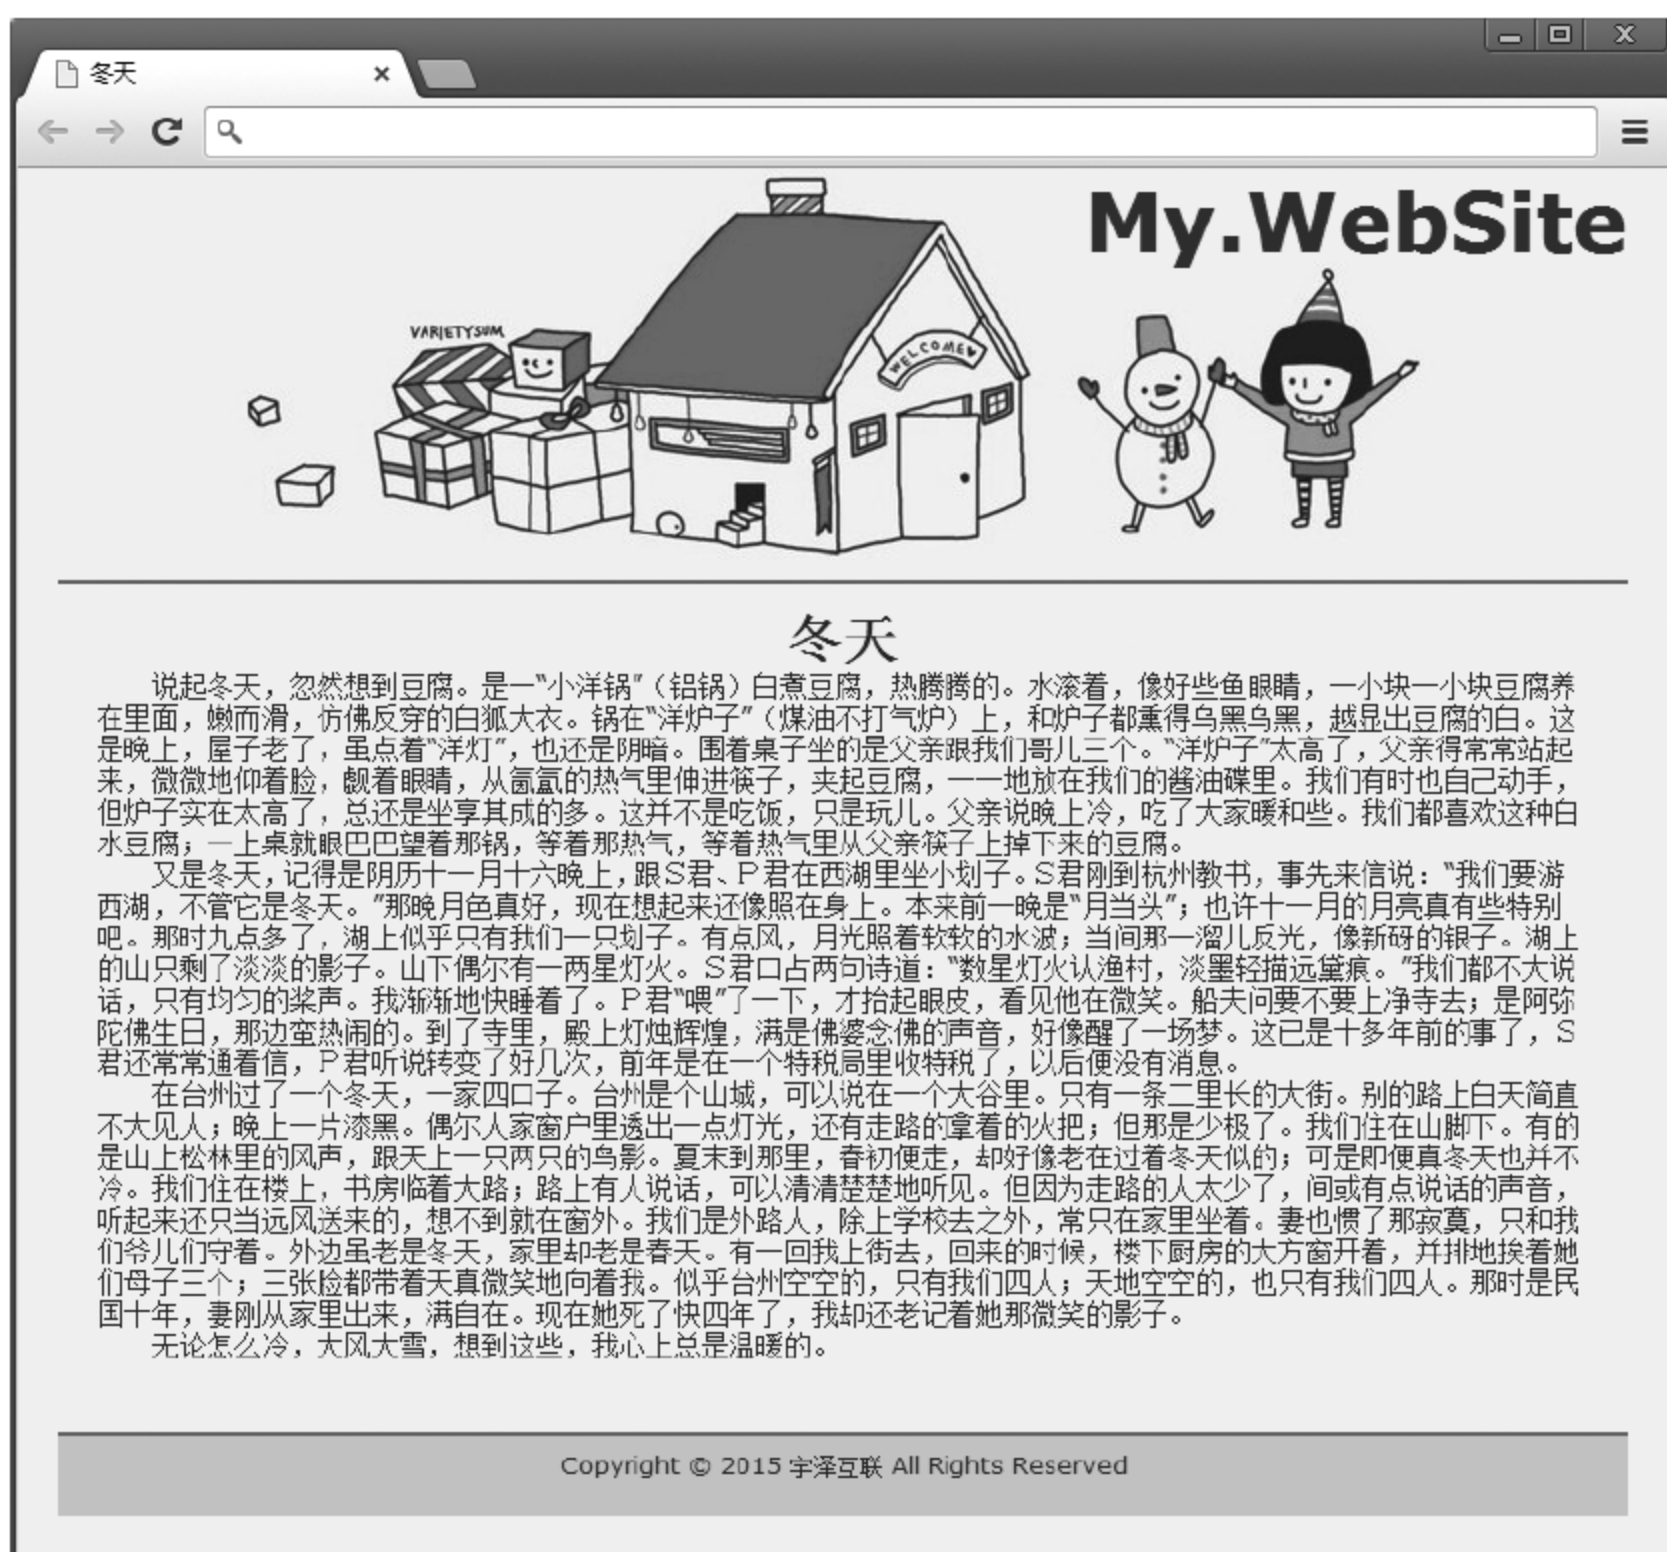 冬天
My.WebSite
VARIETYSUM
WELCOME
冬天
说起冬天，忽然想到豆腐。是一“小洋锅”（铝锅）白煮豆腐，热腾腾的。水滚着，像好些鱼眼睛，一小块一小块豆腐养
在里面，嫩而滑，仿佛反穿的白狐大衣。锅在“洋炉子”（煤油不打气炉）上，和炉子都熏得乌黑乌黑，越显出豆腐的白。这
是晚上，屋子老了，虽点着“洋灯”，也还是阴暗。围着桌子坐的是父亲跟我们哥儿三个。“洋炉子”太高了，父亲得常常站起
来，微微地仰着脸，觑着眼睛，从氤氲的热气里伸进筷子，夹起豆腐，一一地放在我们的酱油碟里。我们有时也自己动手，
但炉子实在太高了，总还是坐享其成的多。这并不是吃饭，只是玩儿。父亲说晚上冷，吃了大家暖和些。我们都喜欢这种白
水豆腐；一上桌就眼巴巴望着那锅，等着那热气，等着热气里从父亲筷子上掉下来的豆腐。
又是冬天，记得是阴历十一月十六晚上，跟Ｓ君、Ｐ君在西湖里坐小划子。Ｓ君刚到杭州教书，事先来信说：“我们要游
西湖，不管它是冬天。”那晚月色真好，现在想起来还像照在身上。本来前一晚是“月当头”；也许十一月的月亮真有些特别
吧。那时九点多了，湖上似乎只有我们一只划子。有点风，月光照着软软的水波；当间那一溜儿反光，像新砑的银子。湖上
的山只剩了淡淡的影子。山下偶尔有一两星灯火。Ｓ君口占两句诗道：“数星灯火认渔村，淡墨轻描远黛痕。”我们都不大说
话，只有均匀的桨声。我渐渐地快睡着了。Ｐ君“喂”了一下，才抬起眼皮，看见他在微笑。船夫问要不要上净寺去；是阿弥
陀佛生日，那边蛮热闹的。到了寺里，殿上灯烛辉煌，满是佛婆念佛的声音，好像醒了一场梦。这已是十多年前的事了，Ｓ
君还常常通着信，Ｐ君听说转变了好几次，前年是在一个特税局里收特税了，以后便没有消息。
在台州过了一个冬天，一家四口子。台州是个山城，可以说在一个大谷里。只有一条二里长的大街。别的路上白天简直
不大见人；晚上一片漆黑。偶尔人家窗户里透出一点灯光，还有走路的拿着的火把；但那是少极了。我们住在山脚下。有的
是山上松林里的风声，跟天上一只两只的鸟影。夏末到那里，春初便走，却好像老在过着冬天似的；可是即便真冬天也并不
冷。我们住在楼上，书房临着大路；路上有人说话，可以清清楚楚地听见。但因为走路的人太少了，间或有点说话的声音，
听起来还只当远风送来的，想不到就在窗外。我们是外路人，除上学校去之外，常只在家里坐着。妻也惯了那寂寞，只和我
们爷儿们守着。外边虽老是冬天，家里却老是春天。有一回我上街去，回来的时候，楼下厨房的大方窗开着，并排地挨着她
们母子三个；三张脸都带着天真微笑地向着我。似乎台州空空的，只有我们四人；天地空空的，也只有我们四人。那时是民
国十年，妻刚从家里出来，满自在。现在她死了快四年了，我却还老记着她那微笑的影子。
无论怎么冷，大风大雪，想到这些，我心上总是温暖的。
Copyright © 2015 宇泽互联 All Rights Reserved